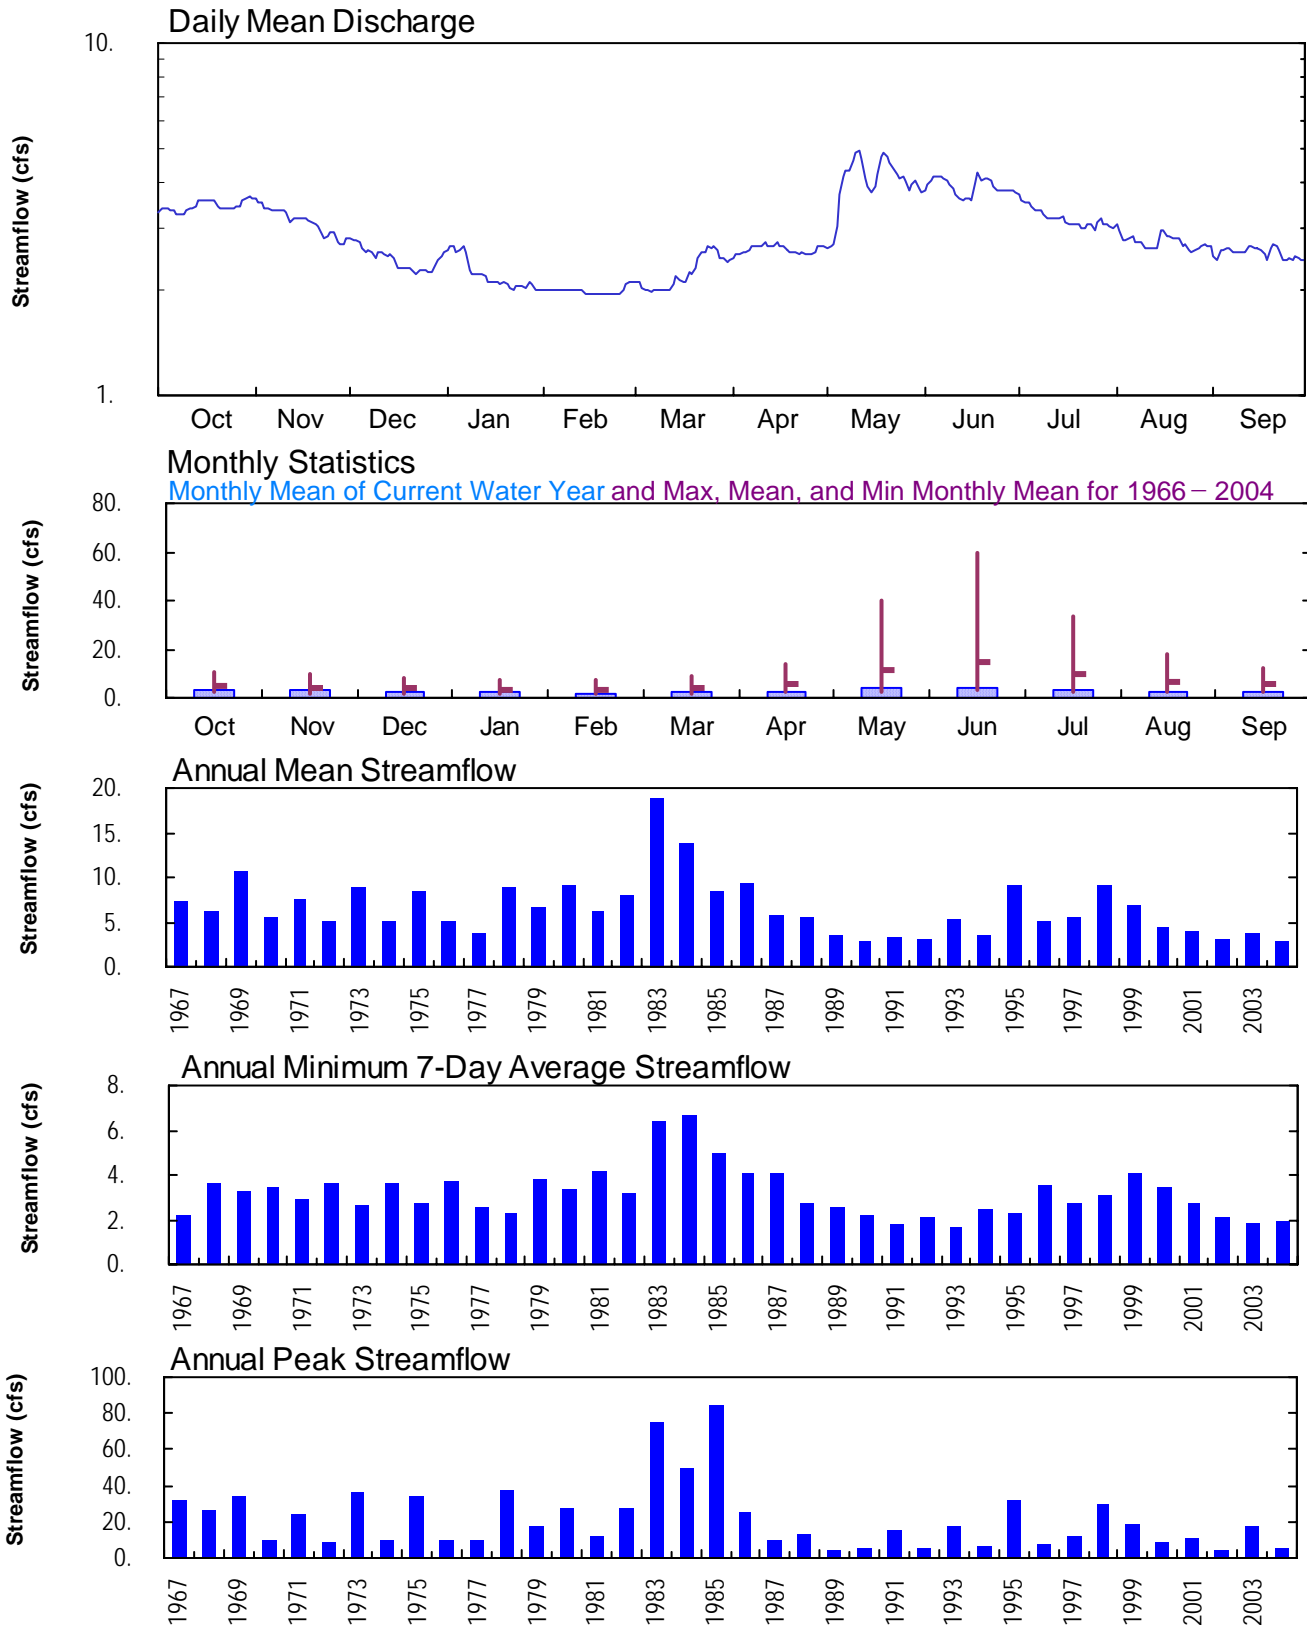 Daily Mean Discharge
Streamflow (cfs)
10.
1.
Oct Nov Dec Jan Feb Mar Apr May Jun Jul Aug Sep
Monthly Statistics
Monthly Mean of Current Water Year and Max, Mean, and Min Monthly Mean for 1966 – 2004
Streamflow (cfs)
80.
60.
40.
20.
0.
Oct Nov Dec Jan Feb Mar Apr May Jun Jul Aug Sep
Annual Mean Streamflow
Streamflow (cfs)
20.
15.
10.
5.
0.
1967 1969 1971 1973 1975 1977 1979 1981 1983 1985 1987 1989 1991 1993 1995 1997 1999 2001 2003
Annual Minimum 7-Day Average Streamflow
Streamflow (cfs)
8.
6.
4.
2.
0.
1967 1969 1971 1973 1975 1977 1979 1981 1983 1985 1987 1989 1991 1993 1995 1997 1999 2001 2003
Annual Peak Streamflow
Streamflow (cfs)
100.
80.
60.
40.
20.
0.
1967 1969 1971 1973 1975 1977 1979 1981 1983 1985 1987 1989 1991 1993 1995 1997 1999 2001 2003